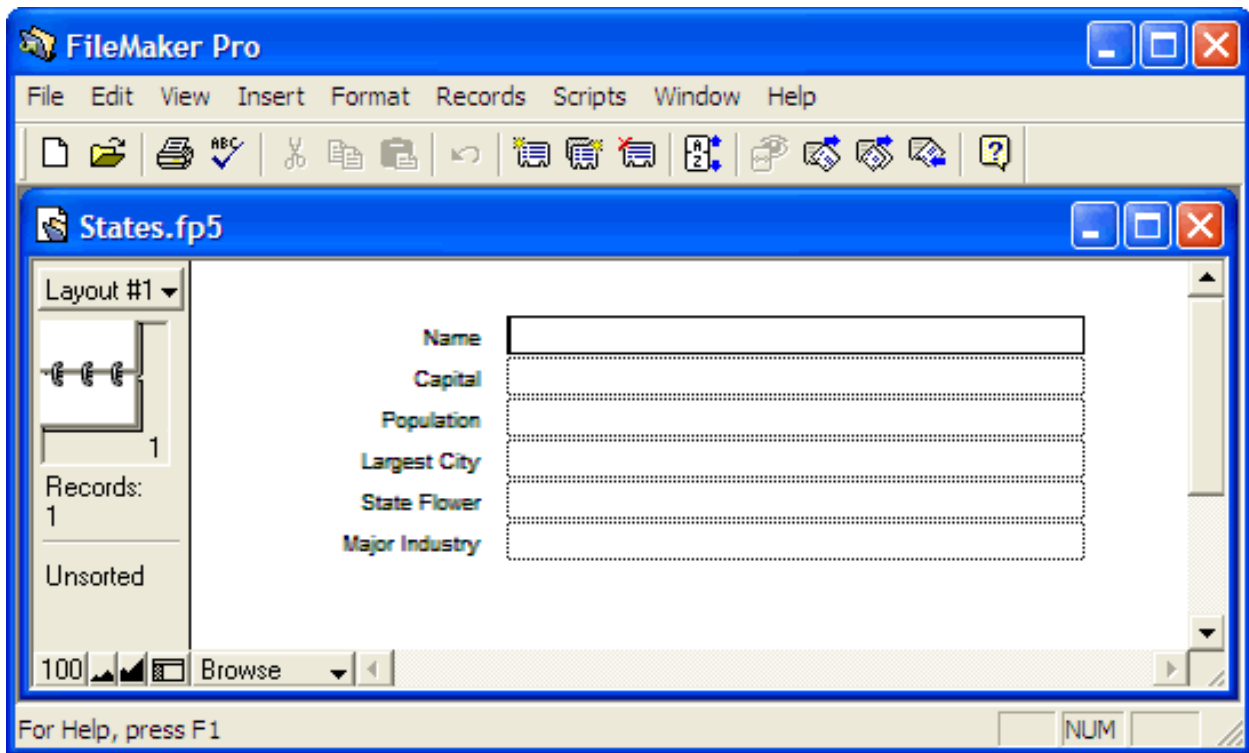 FileMaker Pro
File Edit View Insert Format Records Scripts Window Help
ABC
A
Z
?
States.fp5
Layout #1
Name
Capital
Population
Largest City
State Flower
Major Industry
1
Records:
1
Unsorted
100
Browse
For Help, press F1
NUM